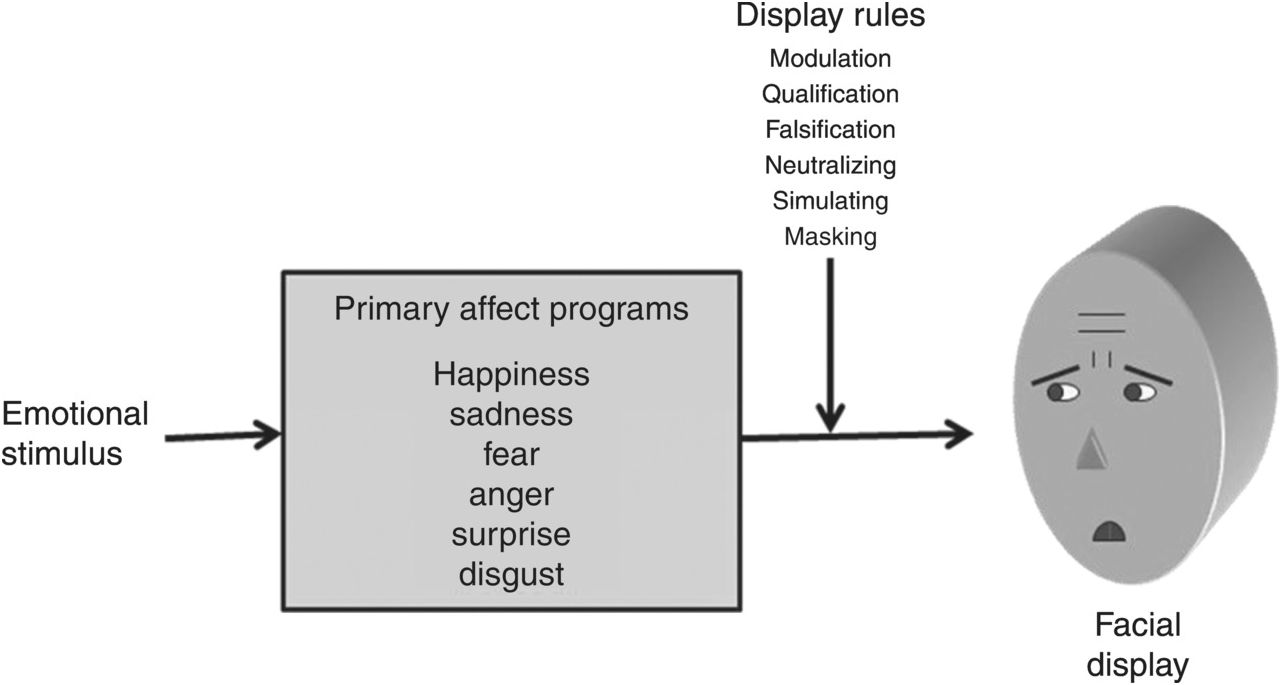 Display rules
Modulation
Qualification
Falsification
Neutralizing
Simulating
Masking
Primary affect programs
Happiness
sadness
fear
anger
surprise
disgust
Emotional
stimulus
Facial
display